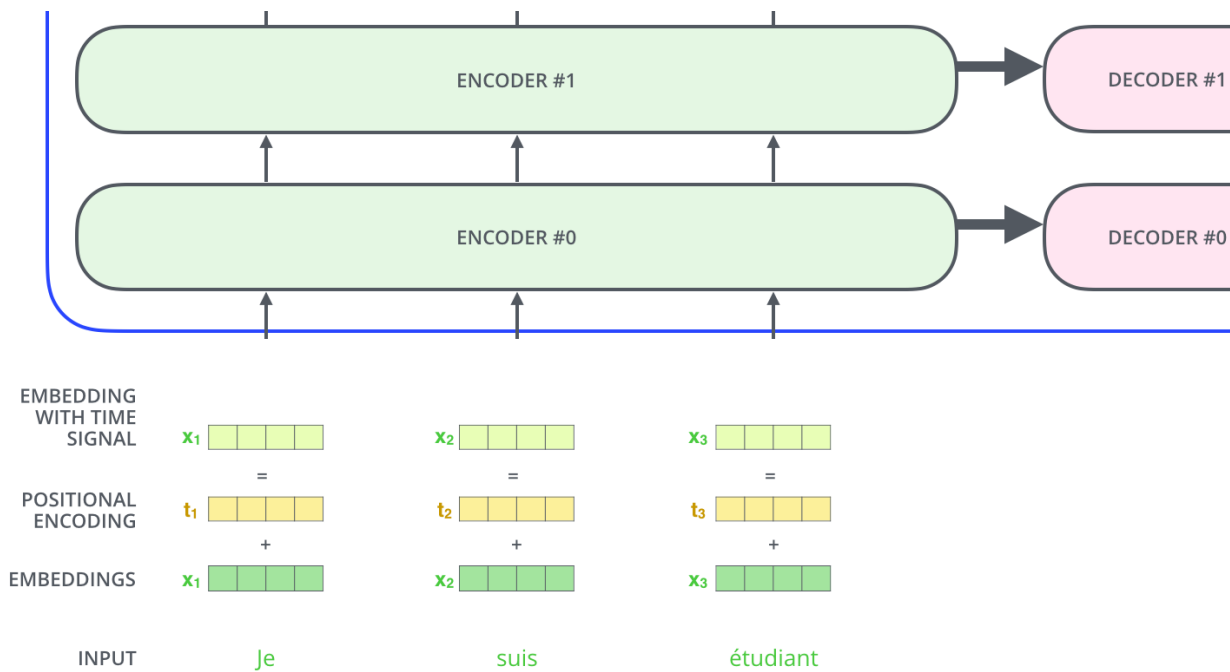 ENCODER #1
DECODER #1
ENCODER #0
DECODER #0
EMBEDDING
WITH TIME
SIGNAL
x₁
x₂
x₃
= = =
POSITIONAL
ENCODING
t₁
t₂
t₃
+ + +
EMBEDDINGS
x₁
x₂
x₃
INPUT
Je
suis
étudiant